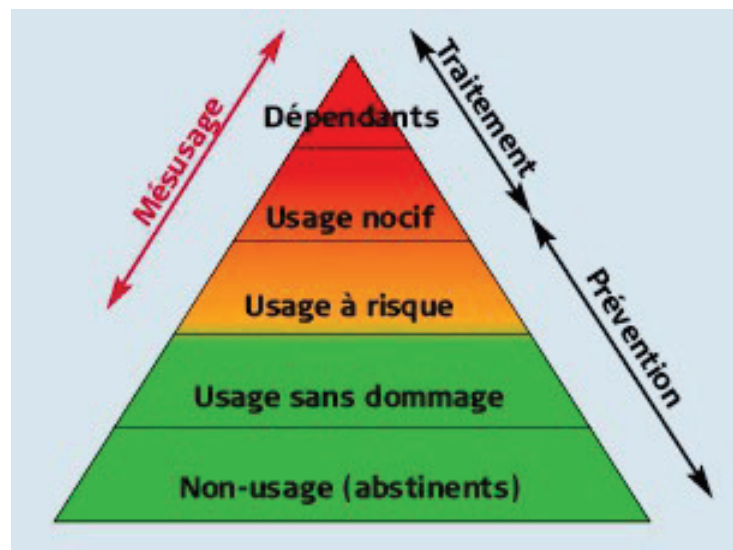 Mésusage
Traitement
Prévention
Dépendants
Usage nocif
Usage à risque
Usage sans dommage
Non-usage (abstinents)